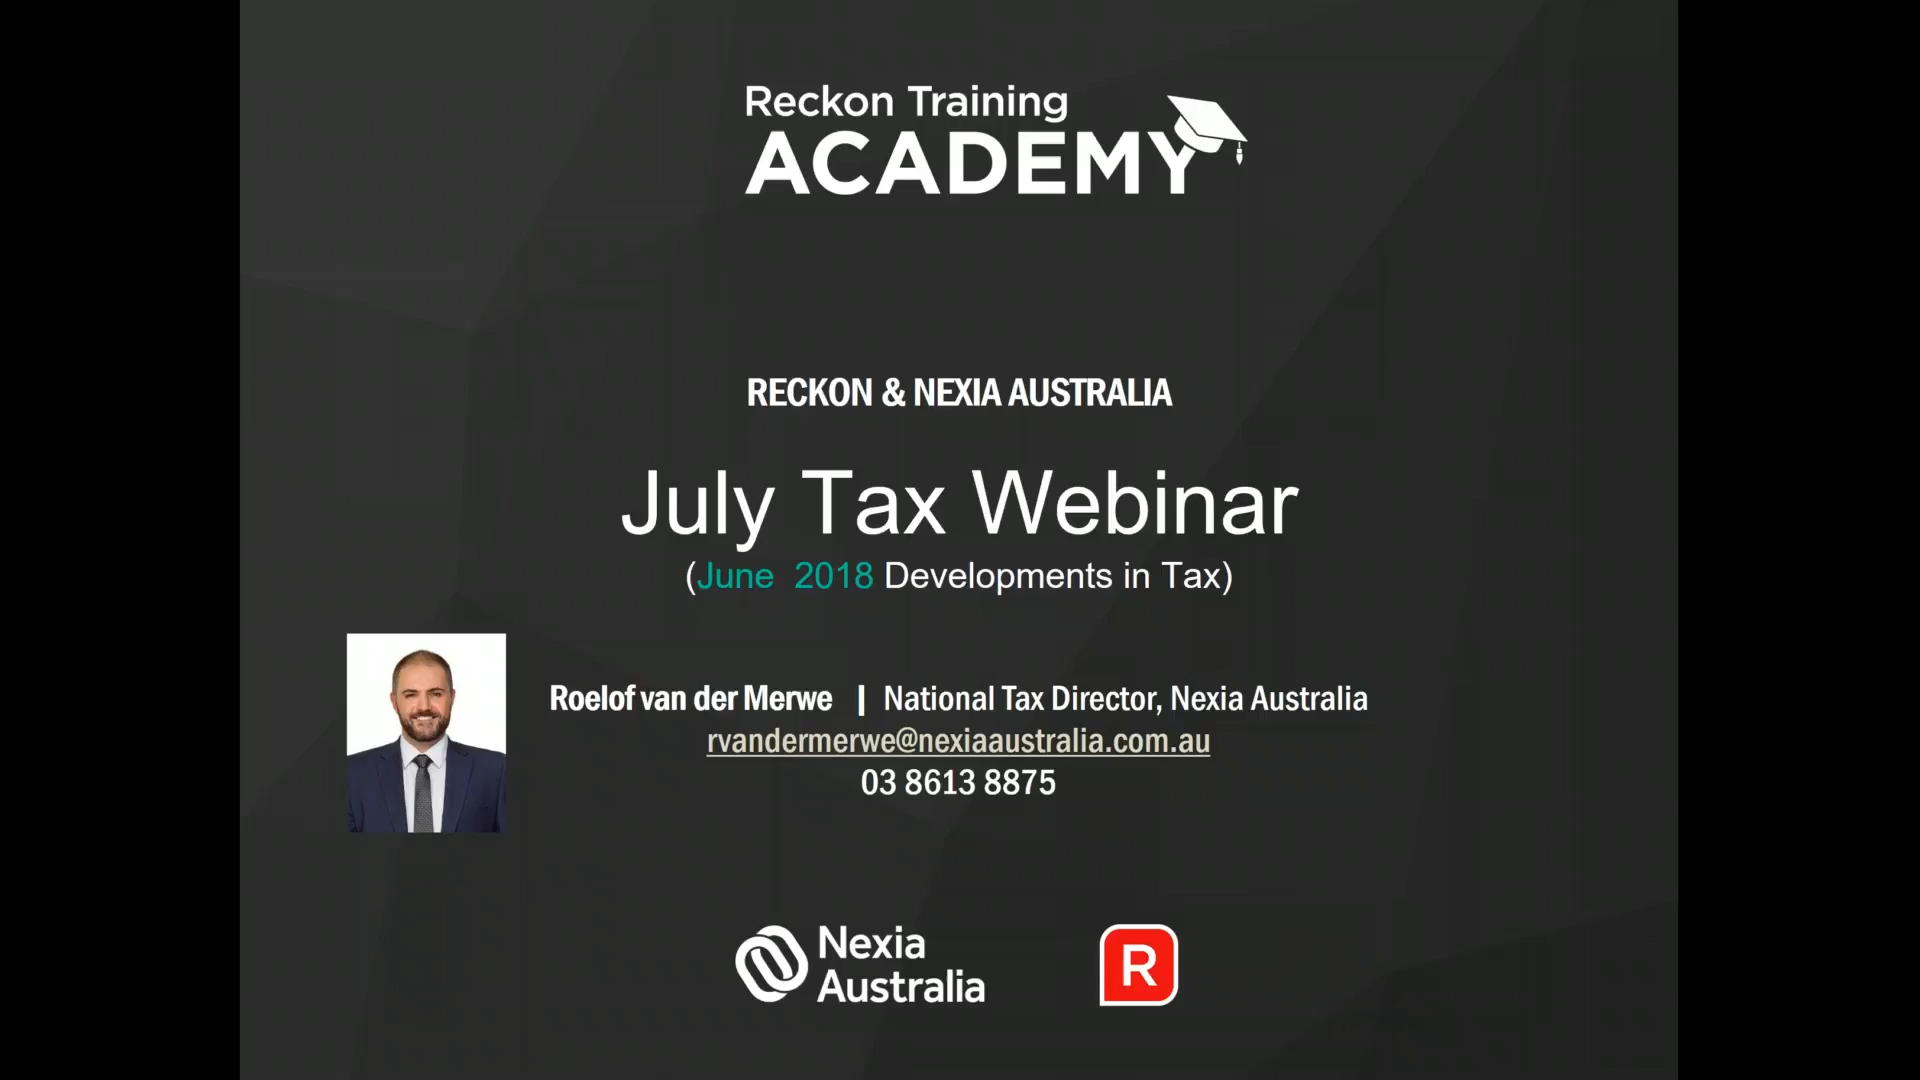 Reckon Training
ACADEMY
RECKON & NEXIA AUSTRALIA
July Tax Webinar
(June 2018 Developments in Tax)
Roelof van der Merwe | National Tax Director, Nexia Australia
rvandermerwe@nexiaaustralia.com.au
03 8613 8875
Nexia
Australia
R